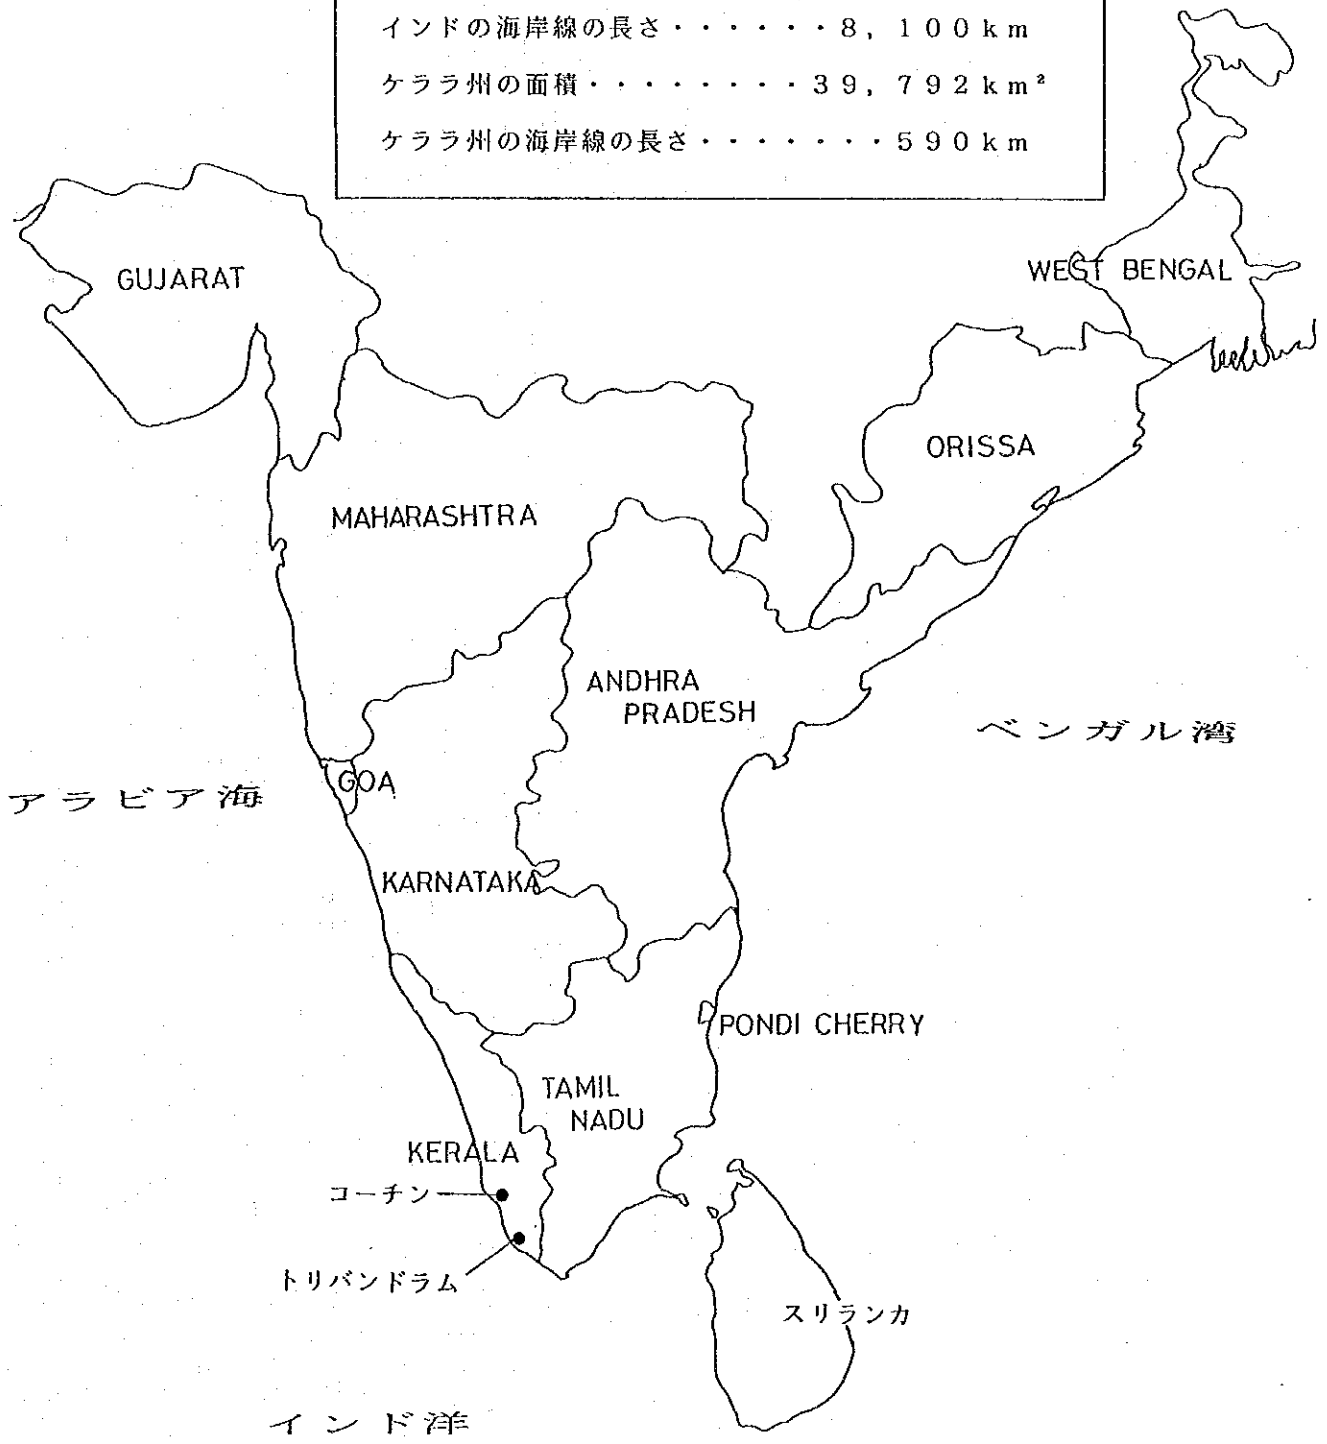 インドの海岸線の長さ・・・・・・8, 100km
ケララ州の面積・・・・・・・・39, 792km²
ケララ州の海岸線の長さ・・・・・・・590km
GUJARAT
WEST BENGAL
ORISSA
MAHARASHTRA
ANDHRA
PRADESH
ベンガル湾
GOA
アラビア海
KARNATAKA
PONDI CHERRY
TAMIL
NADU
KERALA
コーチン
トリバンドラム
スリランカ
インド洋